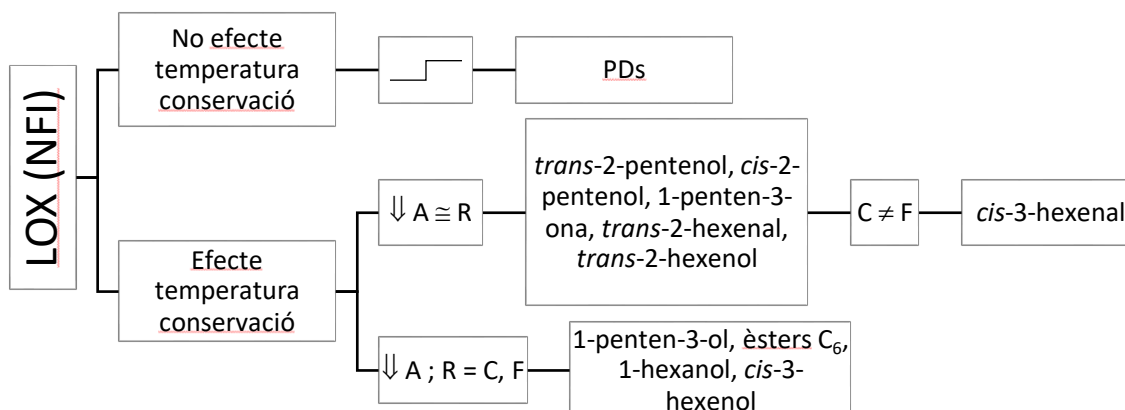 LOX (NFI)
No efecte
temperatura
conservació
PDs
Efecte
temperatura
conservació
⇓ A ≅ R
trans-2-pentenol, cis-2-
pentenol, 1-penten-3-
ona, trans-2-hexenal,
trans-2-hexenol
C ≠ F
cis-3-hexenal
⇓ A ; R = C, F
1-penten-3-ol, èsters C₆,
1-hexanol, cis-3-
hexenol